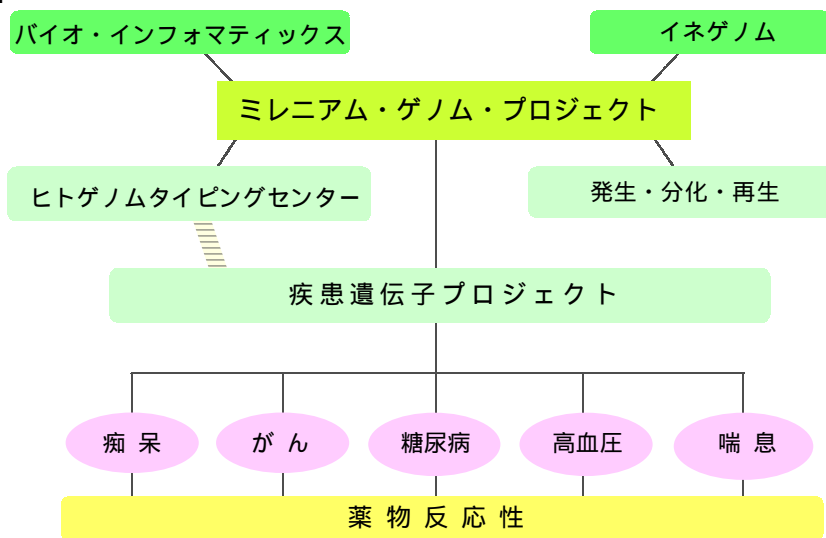 バイオ・インフォマティックス
イネゲノム
ミレニアム・ゲノム・プロジェクト
ヒトゲノムタイピングセンター
発生・分化・再生
疾患遺伝子プロジェクト
痴呆
がん
糖尿病
高血圧
喘息
薬物反応性